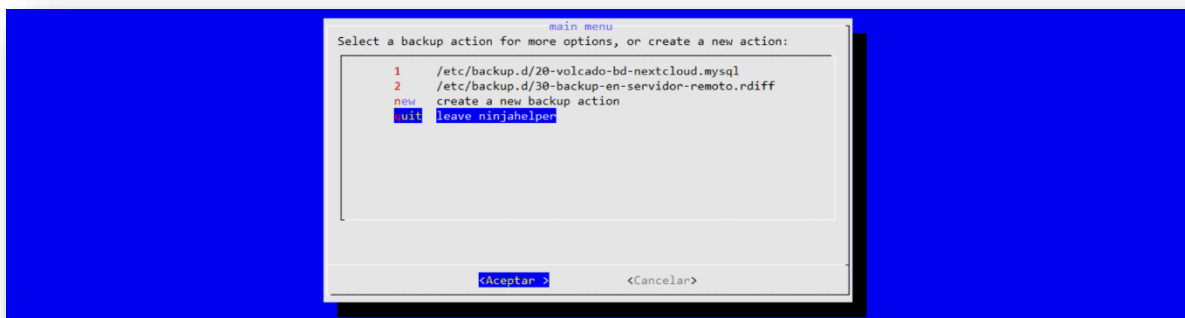 main menu
Select a backup action for more options, or create a new action:
1 /etc/backup.d/20-volcado-bd-nextcloud.mysql
2 /etc/backup.d/30-backup-en-servidor-remoto.rdiff
new create a new backup action
quit leave ninjahelper
<Aceptar > <Cancelar>